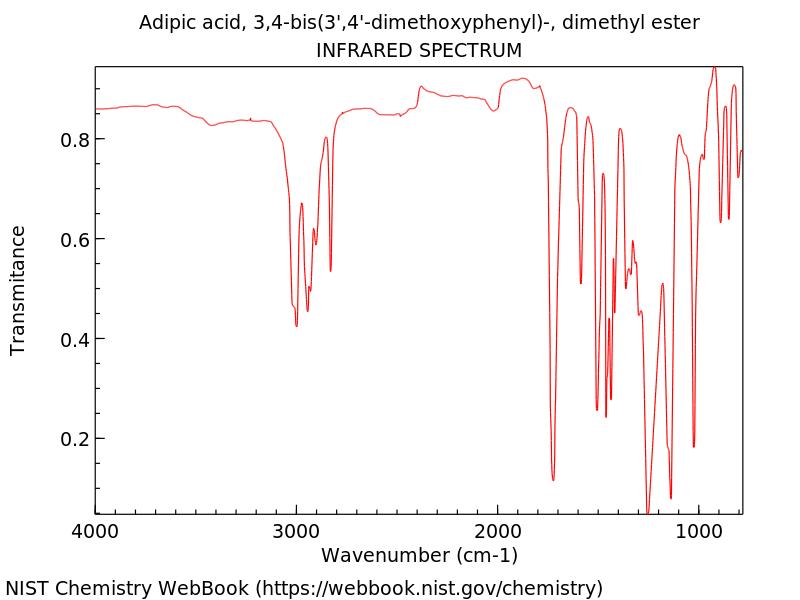 Adipic acid, 3,4-bis(3',4'-dimethoxyphenyl)-, dimethyl ester
INFRARED SPECTRUM
Transmitance
0.8
0.6
0.4
0.2
4000 3000 2000 1000
Wavenumber (cm-1)
NIST Chemistry WebBook (https://webbook.nist.gov/chemistry)